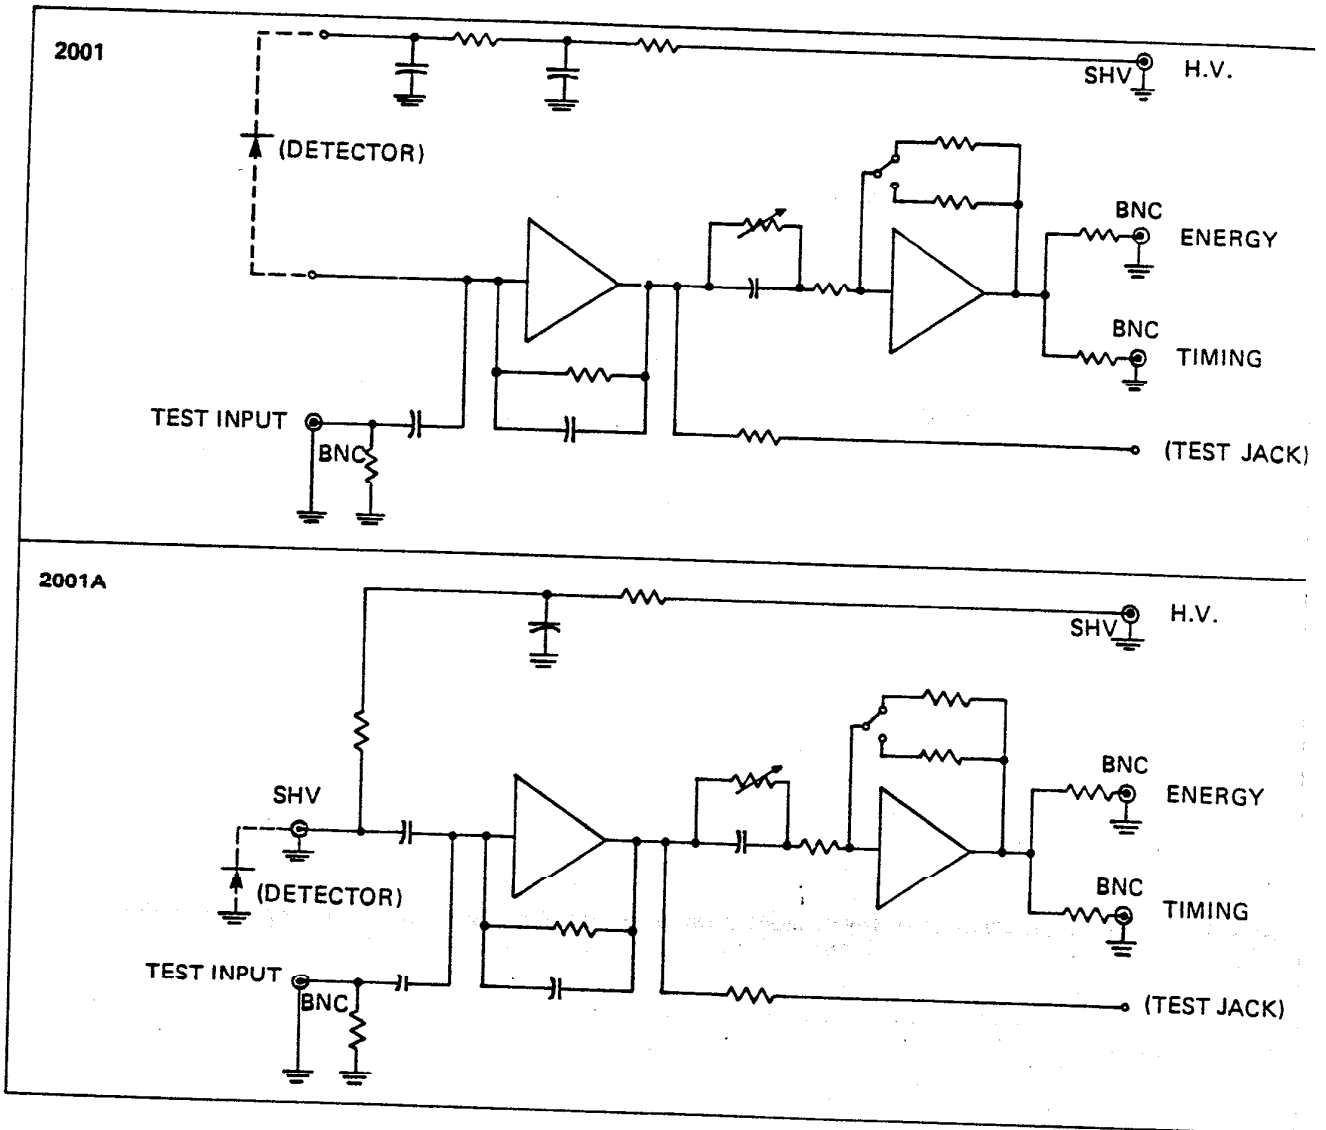 2001
SHV
H.V.
(DETECTOR)
BNC
ENERGY
BNC
TIMING
TEST INPUT
BNC
(TEST JACK)
2001A
SHV
H.V.
SHV
BNC
ENERGY
(DETECTOR)
BNC
TIMING
TEST INPUT
BNC
(TEST JACK)